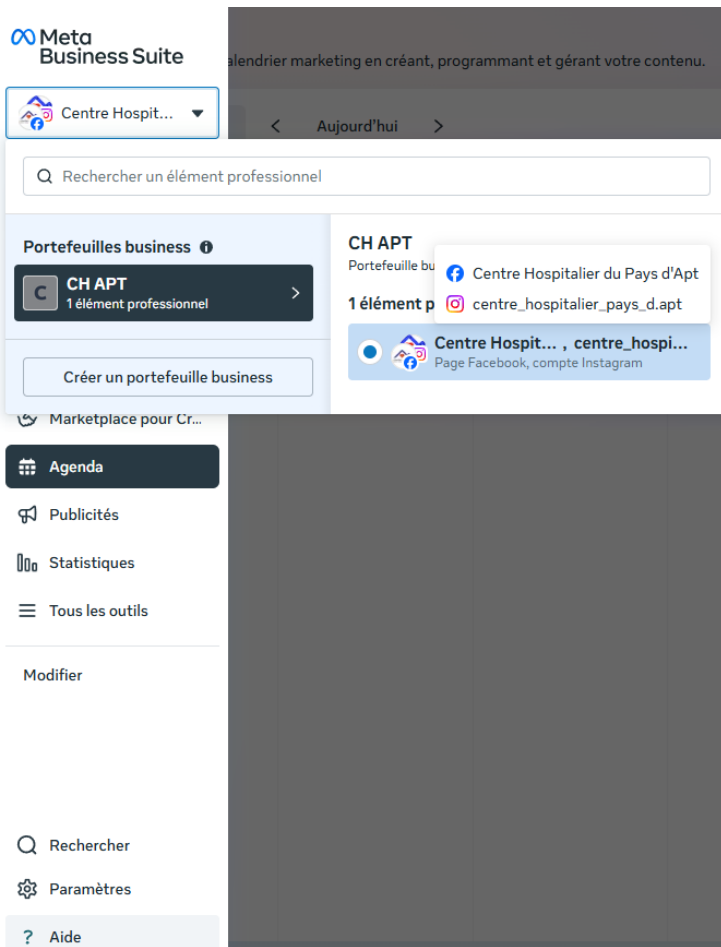 Meta
Business Suite
alendrier marketing en créant, programmant et gérant votre contenu.
Centre Hospit...
Aujourd'hui
Rechercher un élément professionnel
Portefeuilles business
C
CH APT
1 élément professionnel
Créer un portefeuille business
CH APT
Portefeuille bu
Centre Hospitalier du Pays d'Apt
centre_hospitalier_pays_d.apt
1 élément p
Centre Hospit... , centre_hospi...
Page Facebook, compte Instagram
Marketplace pour Cr...
Agenda
Publicités
Statistiques
Tous les outils
Modifier
Rechercher
Paramètres
? Aide